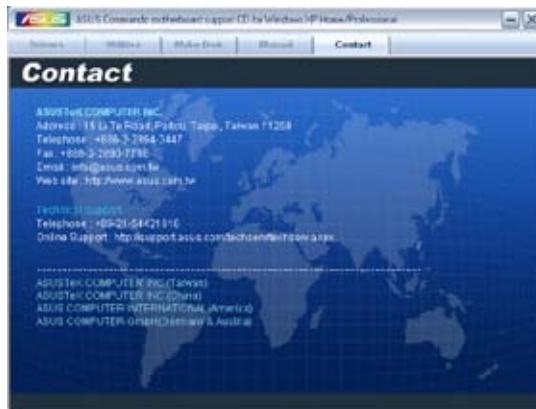 ASUS Commando motherboard support CD for Windows XP Home/Professional
Drivers Utilities Make Disk Manual Contact
Contact
ASUSTeK COMPUTER INC.
Address : 15 Li Te Road, Peitou, Taipei, Taiwan 11259
Telephone : +886-2-2894-3447
Fax : +886-2-2890-7798
Email : info@asus.com.tw
Web site : http://www.asus.com.tw
Technical Support
Telephone : +86-21-54421616
Online Support : http://support.asus.com/techserv/techserv.aspx
ASUSTeK COMPUTER INC.(Taiwan)
ASUSTeK COMPUTER INC.(China)
ASUS COMPUTER INTERNATIONAL (America)
ASUS COMPUTER GmbH(Germany & Austria)